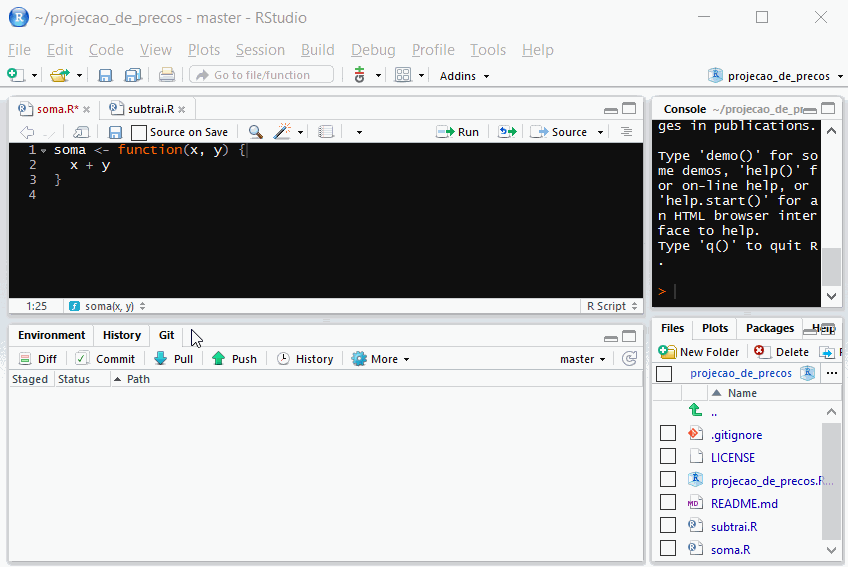 ~/projecao_de_precos - master - RStudio
File Edit Code View Plots Session Build Debug Profile Tools Help
Go to file/function
Addins
projecao_de_precos
soma.R*
subtrai.R
Source on Save
Run
Source
1 soma <- function(x, y) {
2 x + y
3 }
4
1:25
soma(x, y)
R Script
Environment History Git
Diff Commit Pull Push History More
master
Staged Status Path
Console ~/projecao_de_pr
ges in publications.
Type 'demo()' for so
me demos, 'help()' f
or on-line help, or
'help.start()' for a
n HTML browser inter
face to help.
Type 'q()' to quit R
.
>
Files Plots Packages Help
New Folder Delete R
projecao_de_precos R ...
Name
..
.gitignore
LICENSE
projecao_de_precos.R...
MD README.md
subtrai.R
soma.R